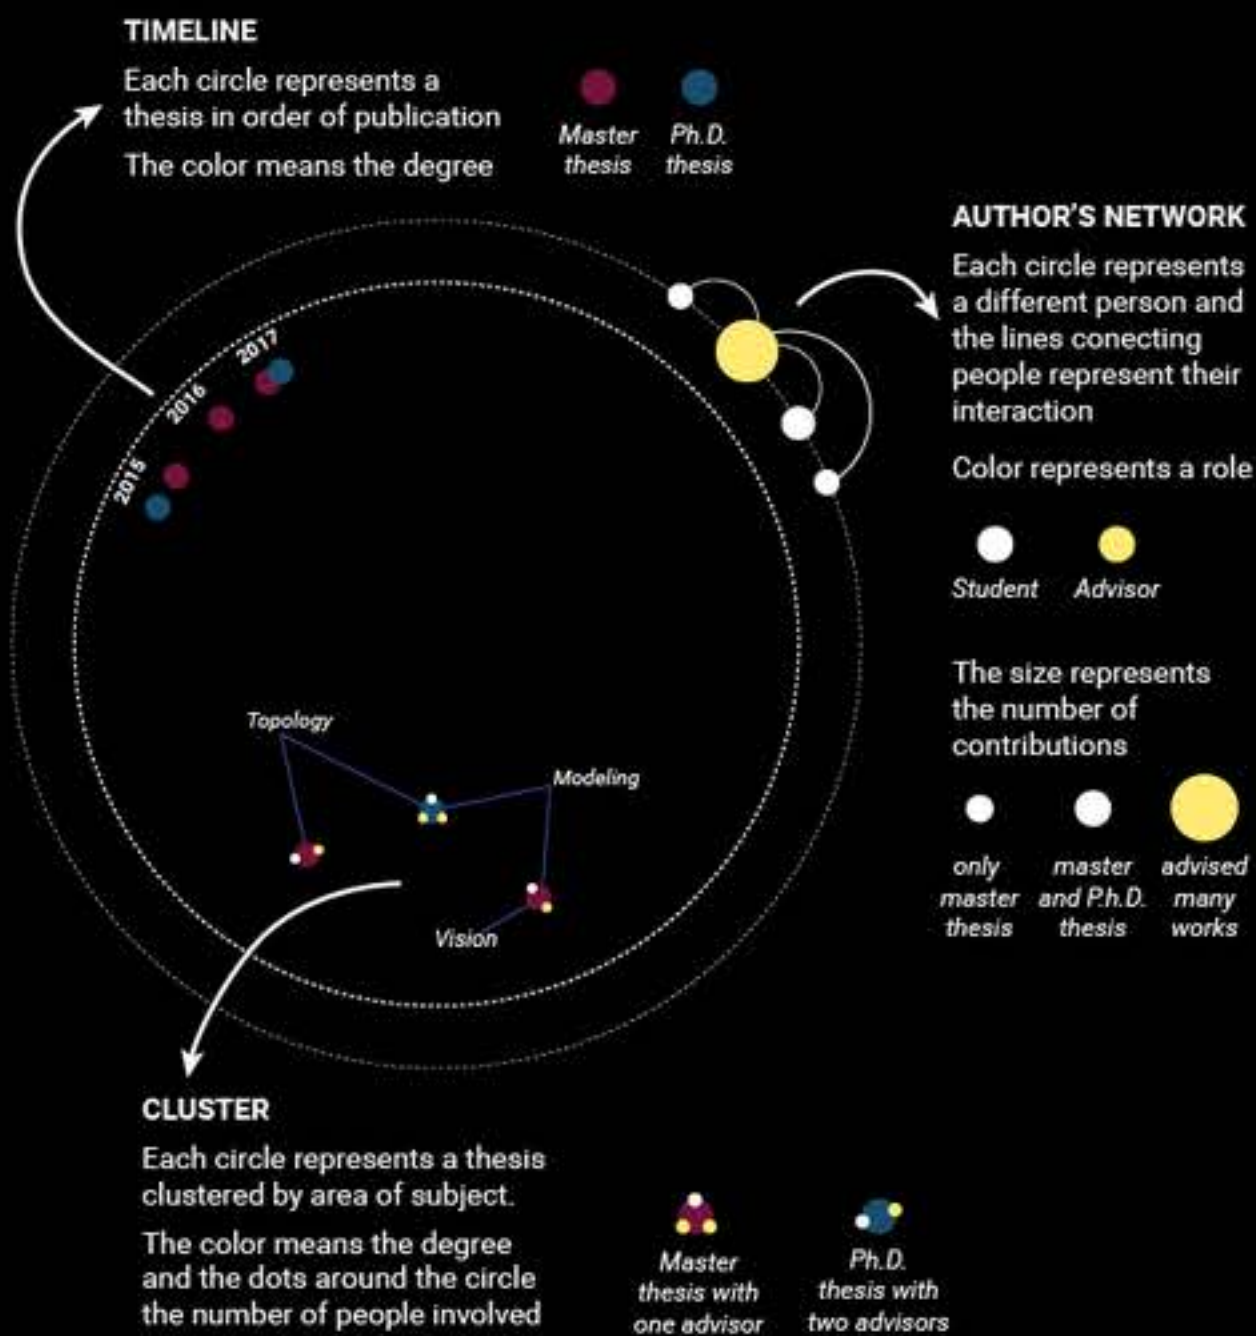 TIMELINE
Each circle represents a
thesis in order of publication
The color means the degree
Master
thesis
Ph.D.
thesis
AUTHOR'S NETWORK
Each circle represents
a different person and
the lines conecting
people represent their
interaction
Color represents a role
Student
Advisor
The size represents
the number of
contributions
only
master
thesis
master
and P.h.D.
thesis
advised
many
works
2017
2016
2015
Topology
Modeling
Vision
CLUSTER
Each circle represents a thesis
clustered by area of subject.
The color means the degree
and the dots around the circle
the number of people involved
Master
thesis with
one advisor
Ph.D.
thesis with
two advisors